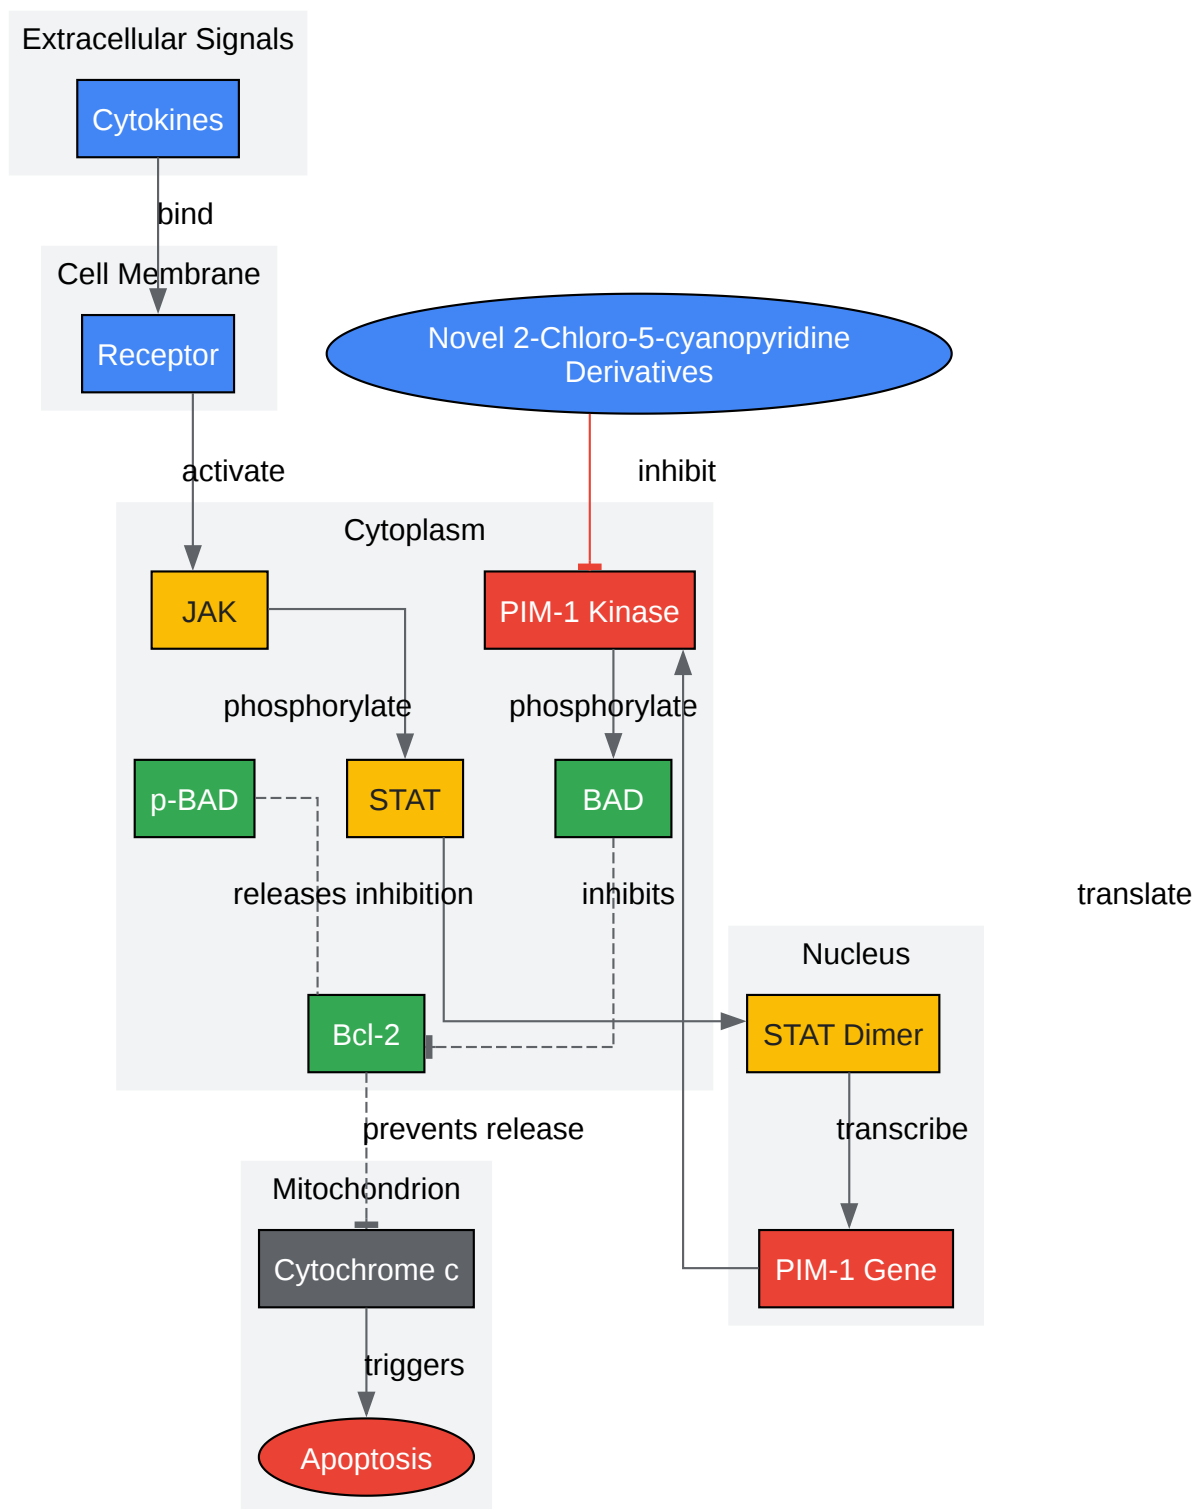 Extracellular Signals
Cytokines
bind
Cell Membrane
Receptor
Novel 2-Chloro-5-cyanopyridine
Derivatives
activate
inhibit
Cytoplasm
JAK
PIM-1 Kinase
phosphorylate
phosphorylate
p-BAD
STAT
BAD
releases inhibition
inhibits
translate
Nucleus
Bcl-2
STAT Dimer
prevents release
transcribe
Mitochondrion
Cytochrome c
PIM-1 Gene
triggers
Apoptosis